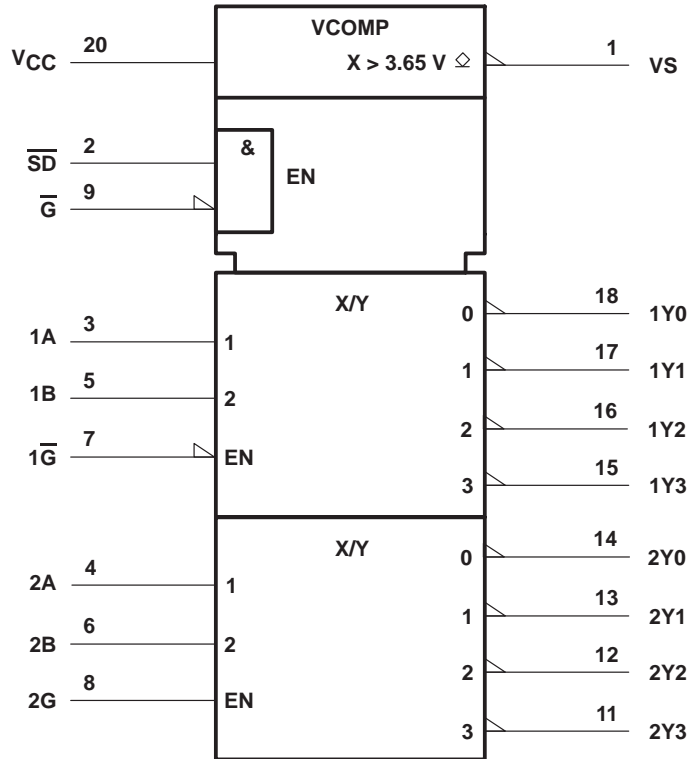 VCOMP
VCC 20
X > 3.65 V
1 VS
&
S̅D̅ 2
EN
G̅ 9
X/Y
0 18 1Y0
1A 3 1
1 17 1Y1
1B 5 2
2 16 1Y2
1G̅ 7 EN
3 15 1Y3
X/Y
0 14 2Y0
2A 4 1
1 13 2Y1
2B 6 2
2 12 2Y2
2G 8 EN
3 11 2Y3